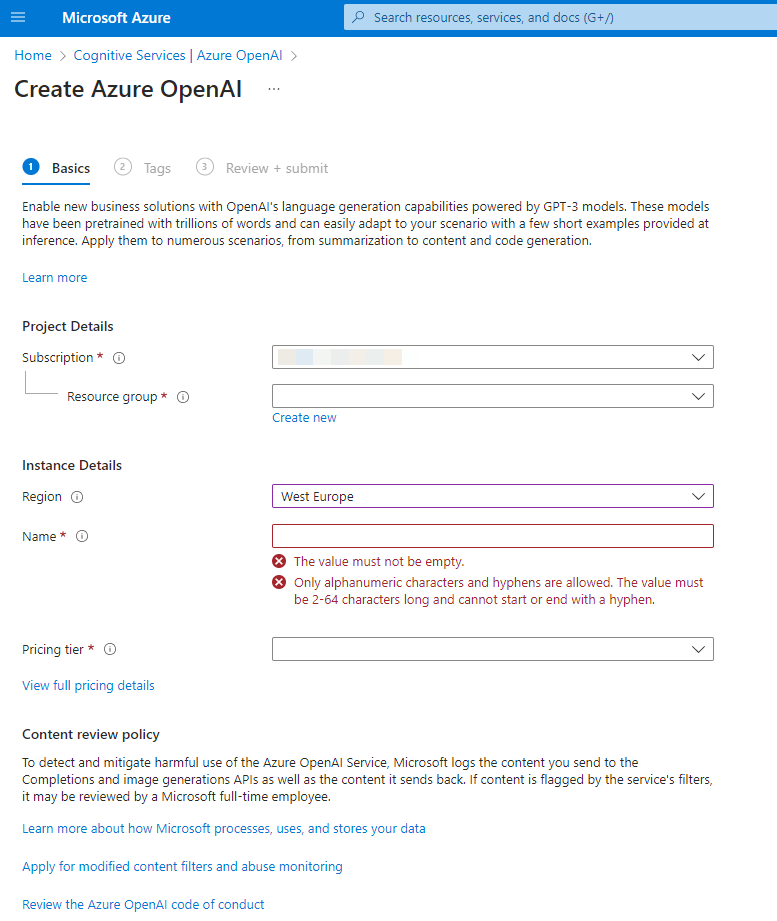 Microsoft Azure
Search resources, services, and docs (G+/)
Home > Cognitive Services | Azure OpenAI >
Create Azure OpenAI ...
1 Basics 2 Tags 3 Review + submit
Enable new business solutions with OpenAI's language generation capabilities powered by GPT-3 models. These models
have been pretrained with trillions of words and can easily adapt to your scenario with a few short examples provided at
inference. Apply them to numerous scenarios, from summarization to content and code generation.
Learn more
Project Details
Subscription *
Resource group *
Create new
Instance Details
Region
West Europe
Name *
The value must not be empty.
Only alphanumeric characters and hyphens are allowed. The value must
be 2-64 characters long and cannot start or end with a hyphen.
Pricing tier *
View full pricing details
Content review policy
To detect and mitigate harmful use of the Azure OpenAI Service, Microsoft logs the content you send to the
Completions and image generations APIs as well as the content it sends back. If content is flagged by the service's filters,
it may be reviewed by a Microsoft full-time employee.
Learn more about how Microsoft processes, uses, and stores your data
Apply for modified content filters and abuse monitoring
Review the Azure OpenAI code of conduct